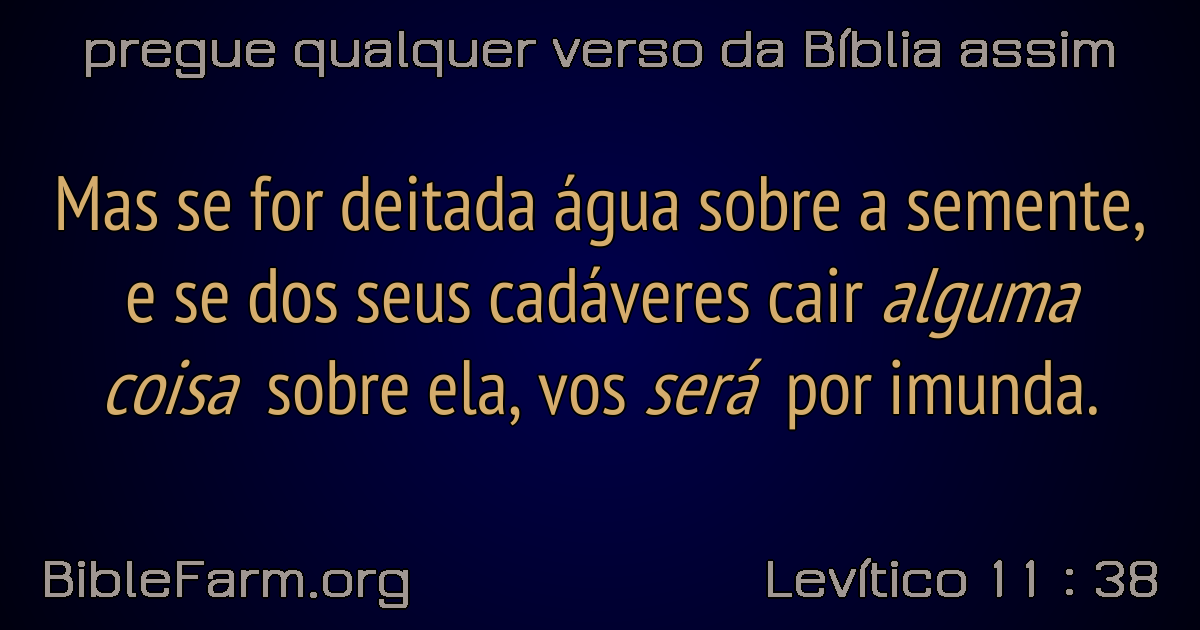 pregue qualquer verso da Bíblia assim
Mas se for deitada água sobre a semente,
e se dos seus cadáveres cair alguma
coisa sobre ela, vos será por imunda.
BibleFarm.org
Levítico 11 : 38